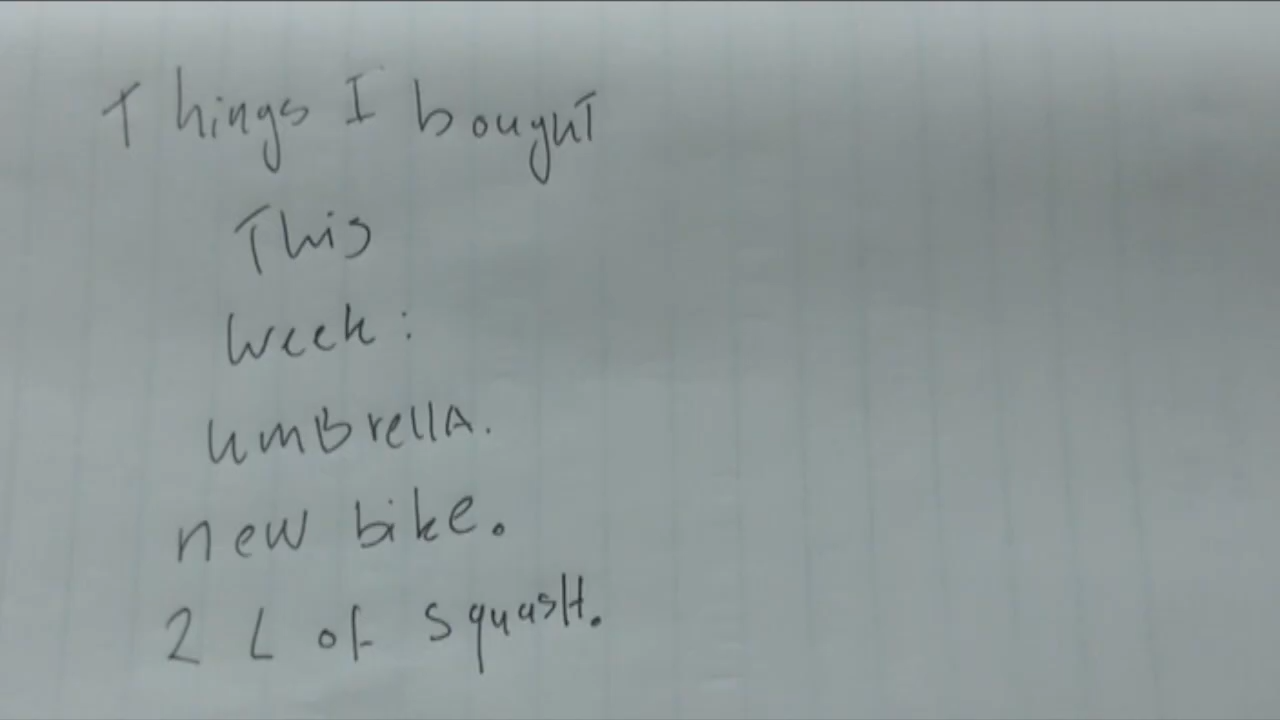 Things I bought
This
week:
umBrellA.
new bike.
2 L of squasH.